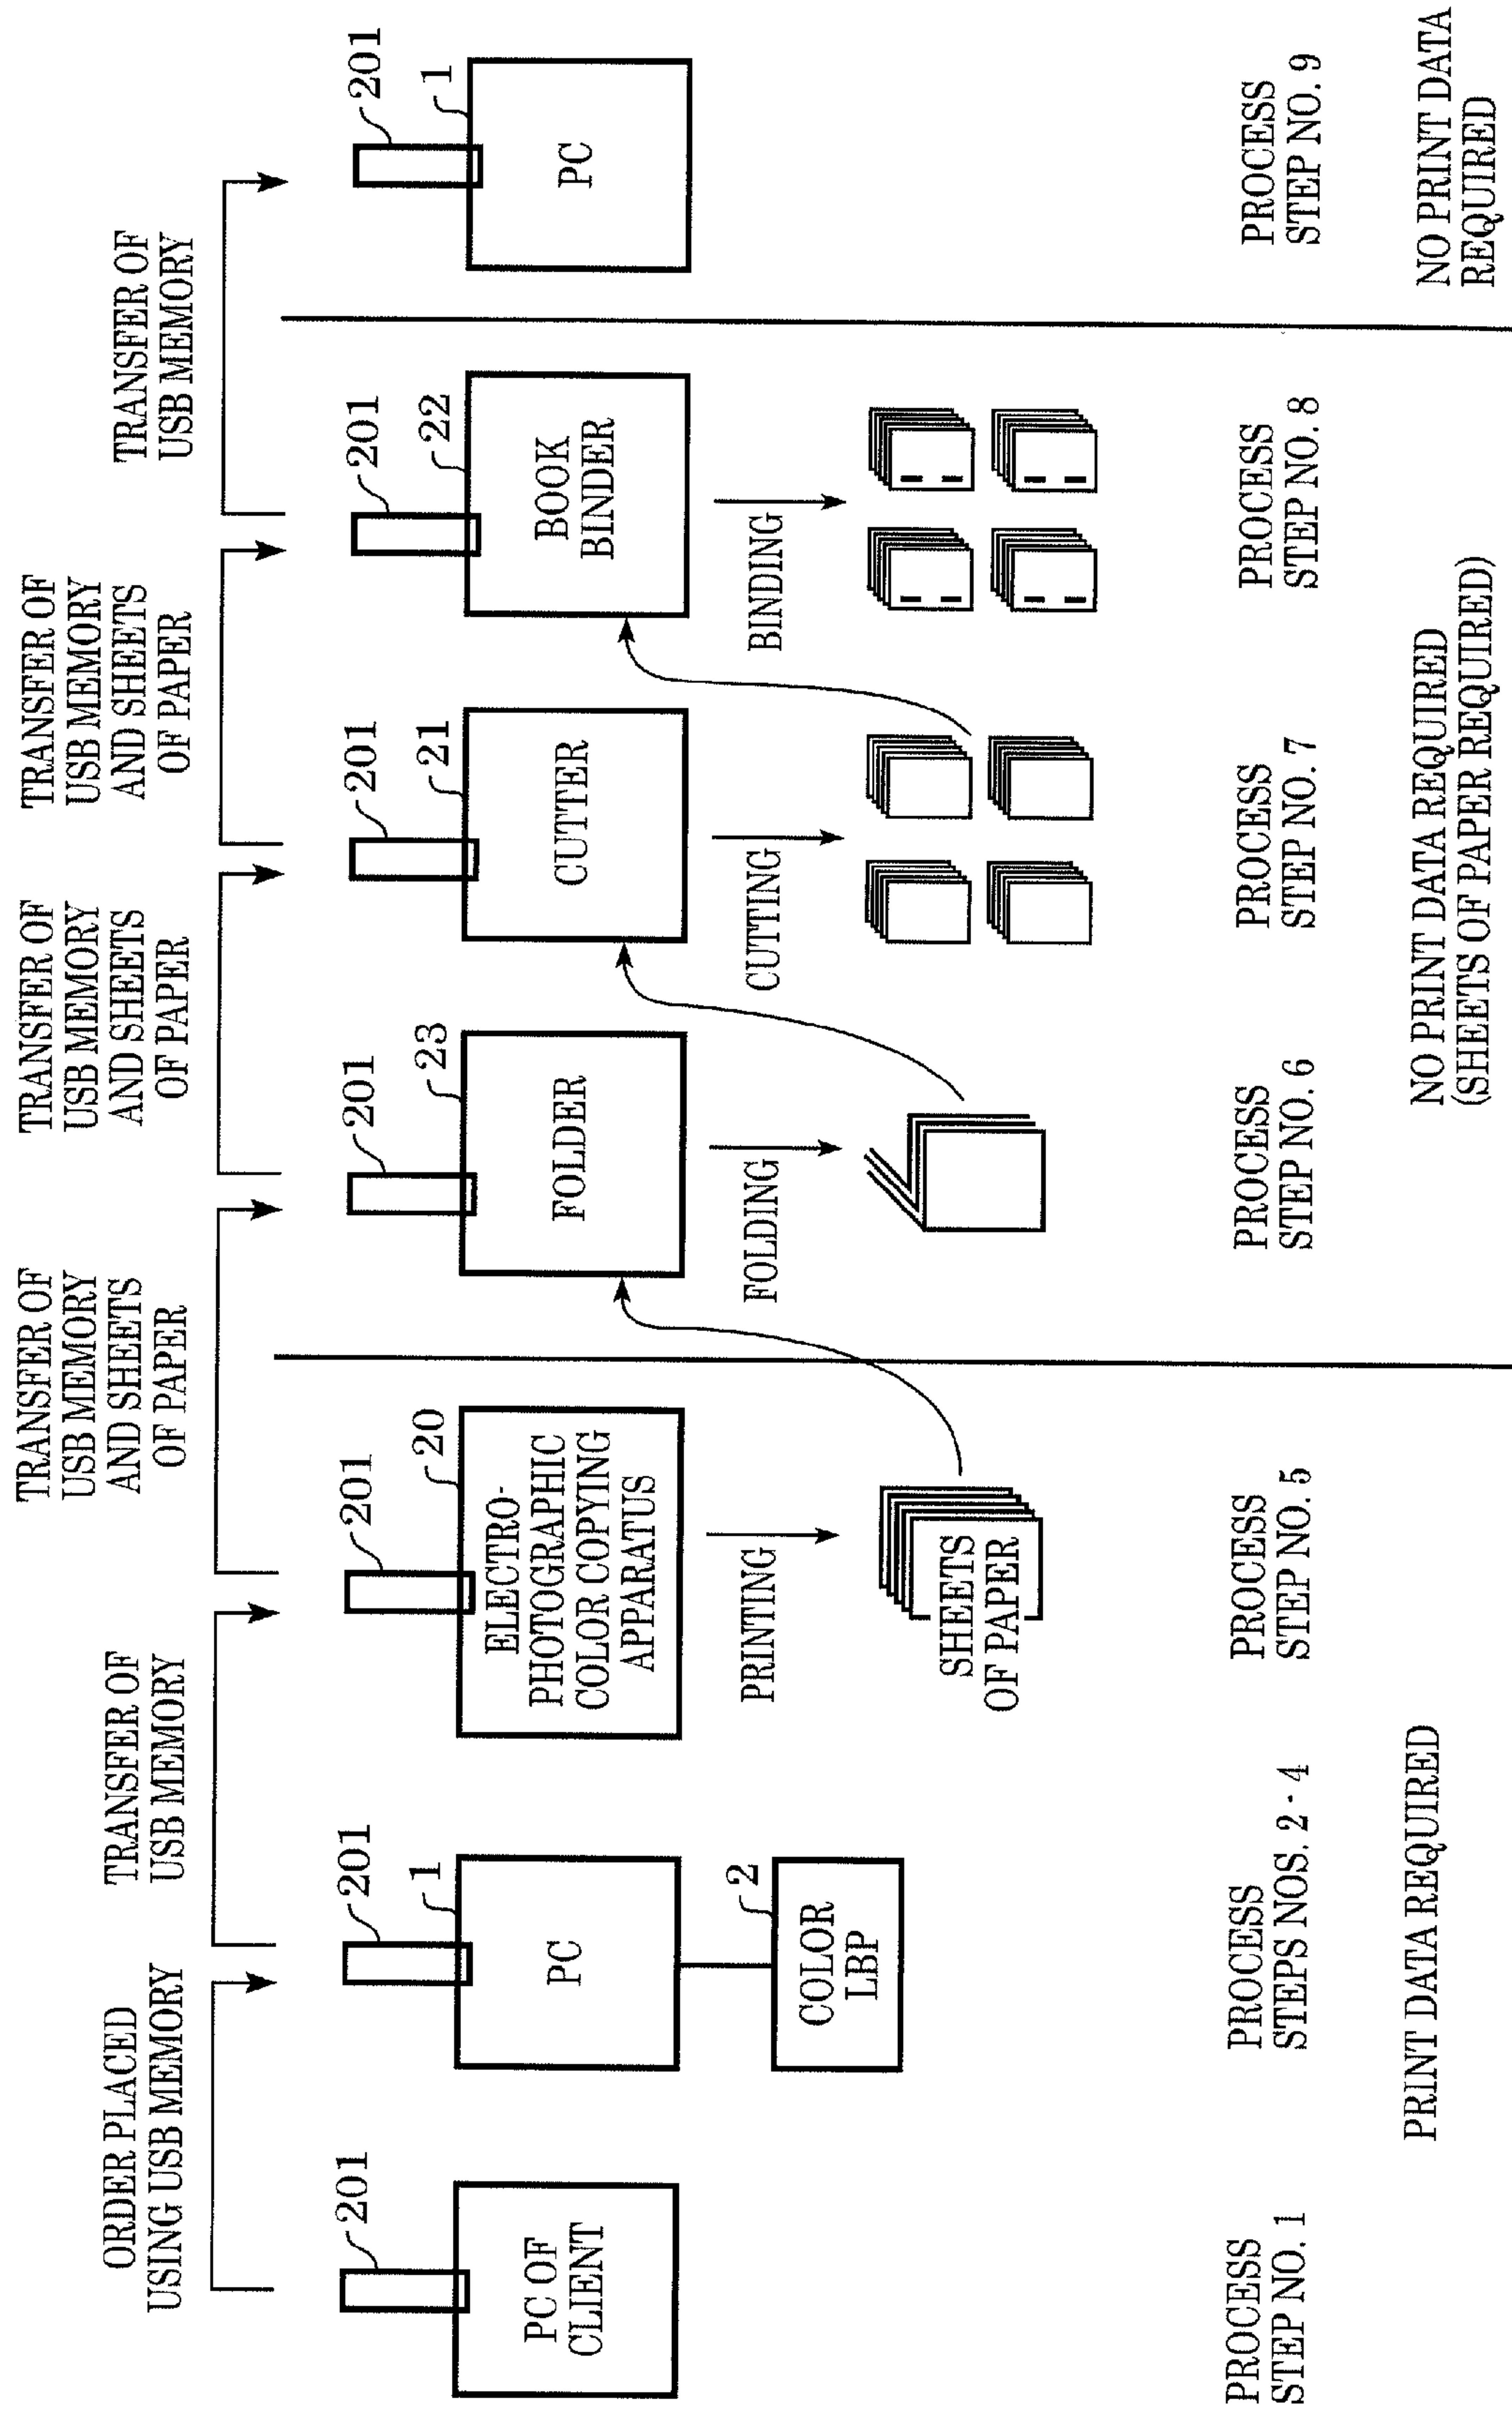 ORDER PLACED
USING USB MEMORY
TRANSFER OF
USB MEMORY
TRANSFER OF
USB MEMORY
AND SHEETS
OF PAPER
TRANSFER OF
USB MEMORY
AND SHEETS
OF PAPER
TRANSFER OF
USB MEMORY
AND SHEETS
OF PAPER
TRANSFER OF
USB MEMORY
201
PC OF
CLIENT
201
1
PC
2
COLOR
LBP
201
20
ELECTRO-
PHOTOGRAPHIC
COLOR COPYING
APPARATUS
PRINTING
SHEETS
OF PAPER
201
23
FOLDER
FOLDING
201
21
CUTTER
CUTTING
201
22
BOOK
BINDER
BINDING
201
1
PC
PROCESS
STEP NO. 1
PROCESS
STEPS NOS. 2 - 4
PROCESS
STEP NO. 5
PROCESS
STEP NO. 6
PROCESS
STEP NO. 7
PROCESS
STEP NO. 8
PROCESS
STEP NO. 9
PRINT DATA REQUIRED
NO PRINT DATA REQUIRED
(SHEETS OF PAPER REQUIRED)
NO PRINT DATA
REQUIRED